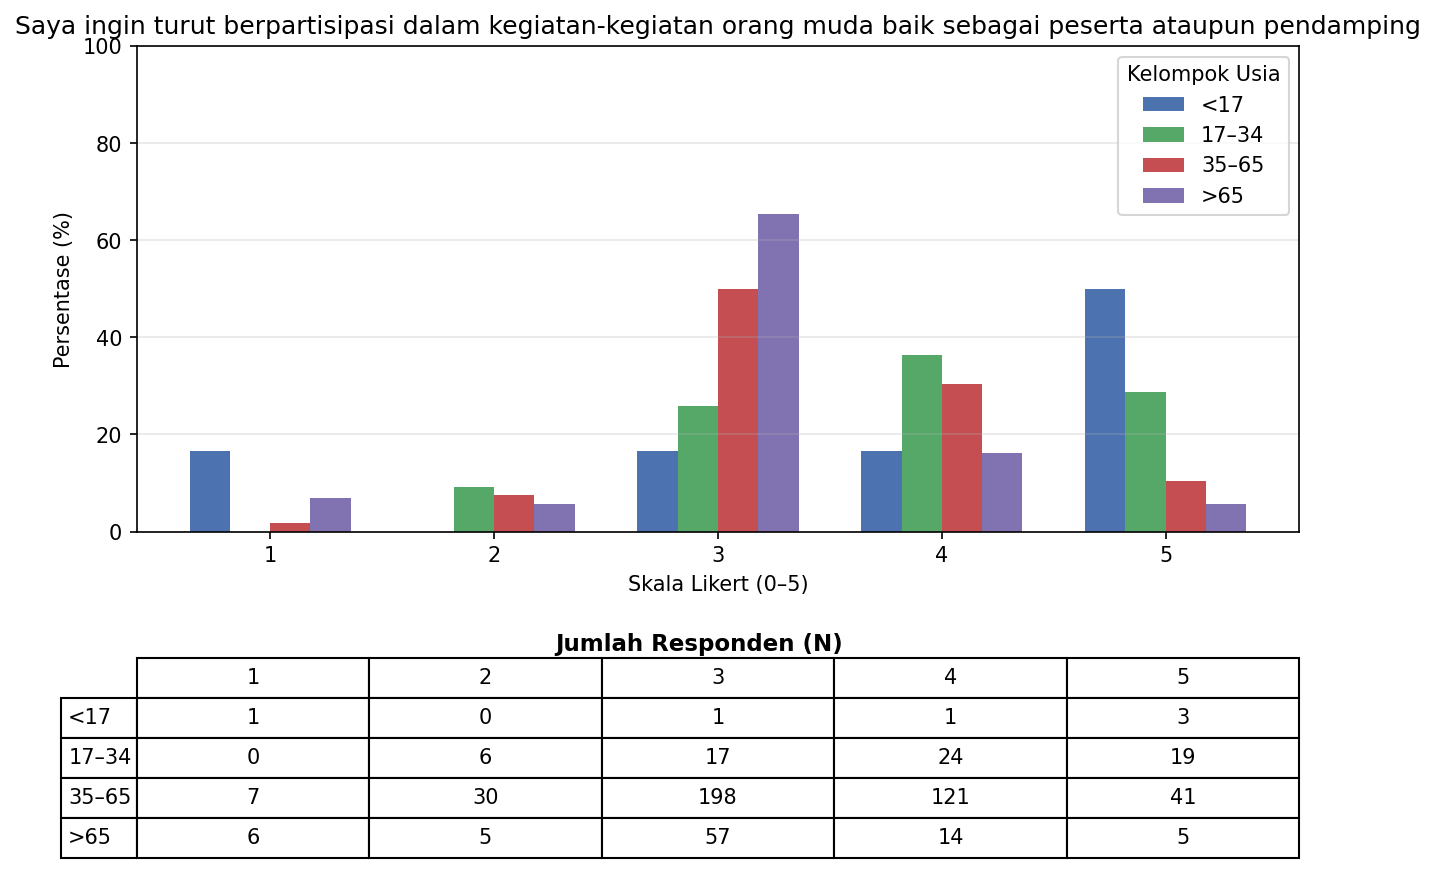 Saya ingin turut berpartisipasi dalam kegiatan-kegiatan orang muda baik sebagai peserta ataupun pendamping
100
80
60
40
20
0
Persentase (%)
Kelompok Usia
<17
17–34
35–65
>65
1 2 3 4 5
Skala Likert (0–5)
Jumlah Responden (N)
1 2 3 4 5
<17 1 0 1 1 3
17–34 0 6 17 24 19
35–65 7 30 198 121 41
>65 6 5 57 14 5